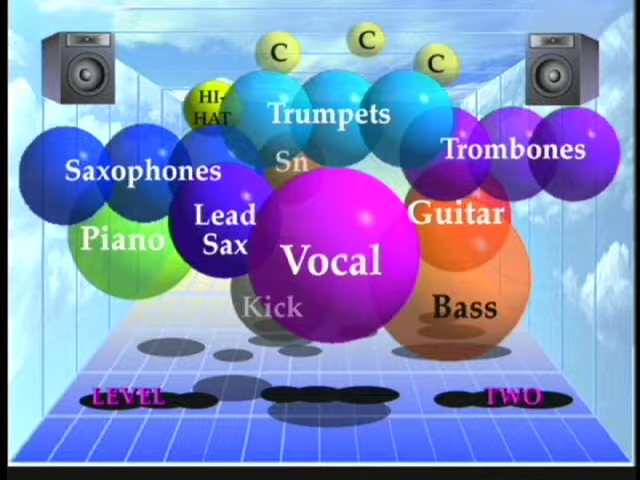 C
C
C
HI-
HAT
Trumpets
Saxophones
Sn
Trombones
Piano
Lead
Sax
Guitar
Vocal
Kick
Bass
LEVEL
TWO